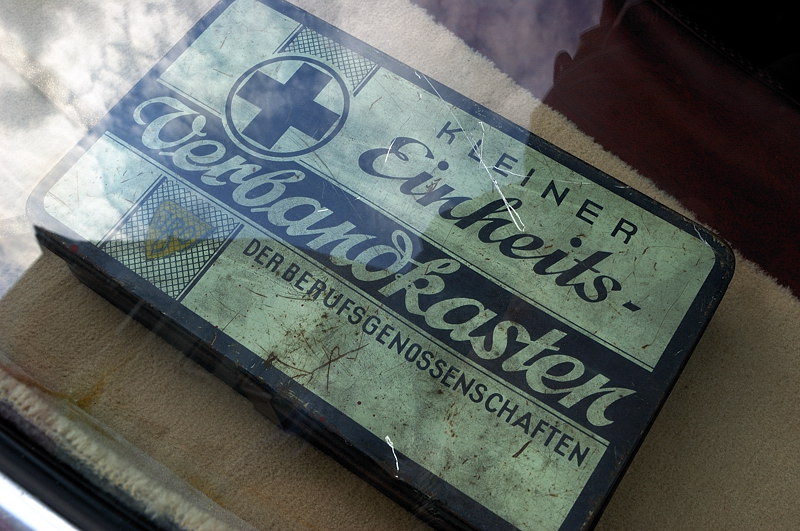 KLEINER
Einheits-
Verbandkasten
DER BERUFSGENOSSENSCHAFTEN